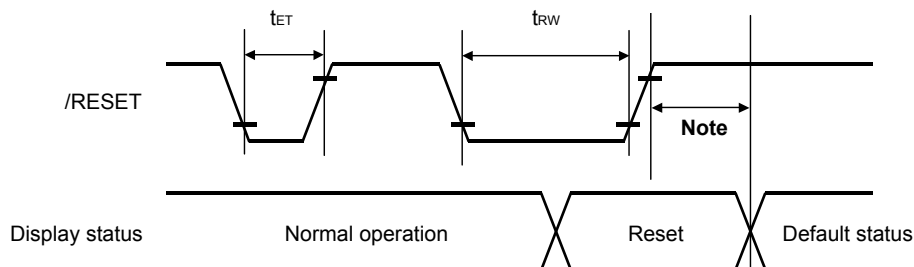 tET
tRW
/RESET
Note
Display status
Normal operation
Reset
Default status